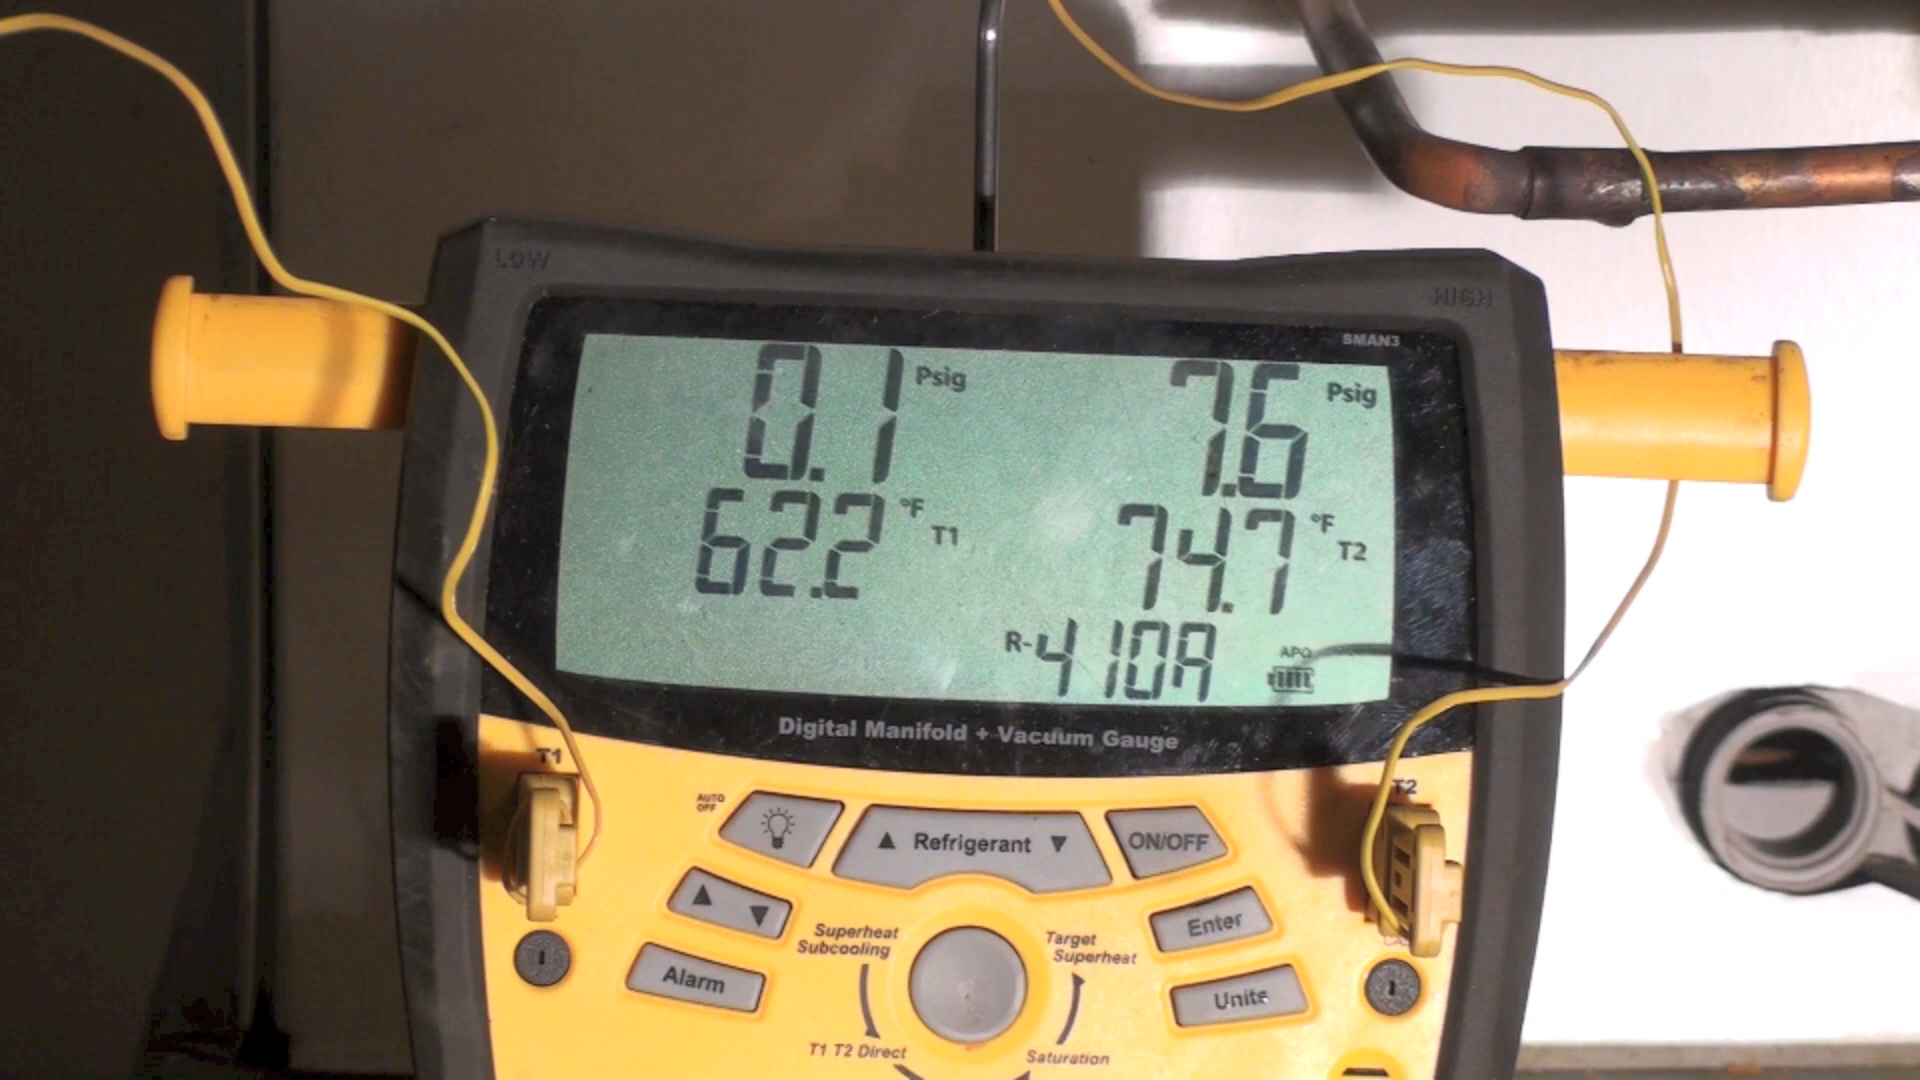 LOW
HIGH
SMAN3
0.1 Psig
7.6 Psig
62.2 °F T1
74.7 °F T2
R-410A
APO
Digital Manifold + Vacuum Gauge
T1
T2
AUTO OFF
▲ Refrigerant ▼
ON/OFF
▲ ▼
Enter
Superheat
Subcooling
Target
Superheat
Alarm
Units
T1 T2 Direct
Saturation